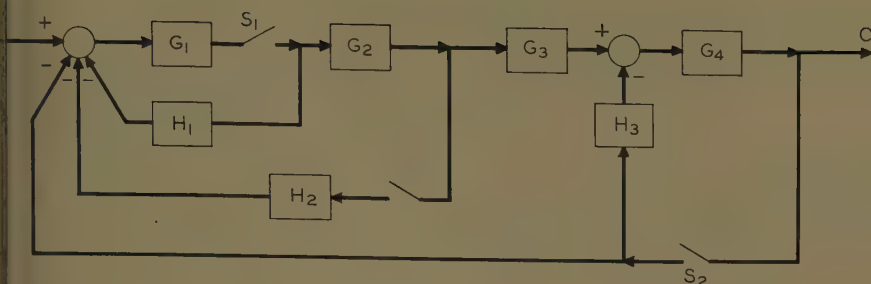 + S₁ + C
G₁ G₂ G₃ G₄
- - - -
H₁ H₃
H₂
S₂